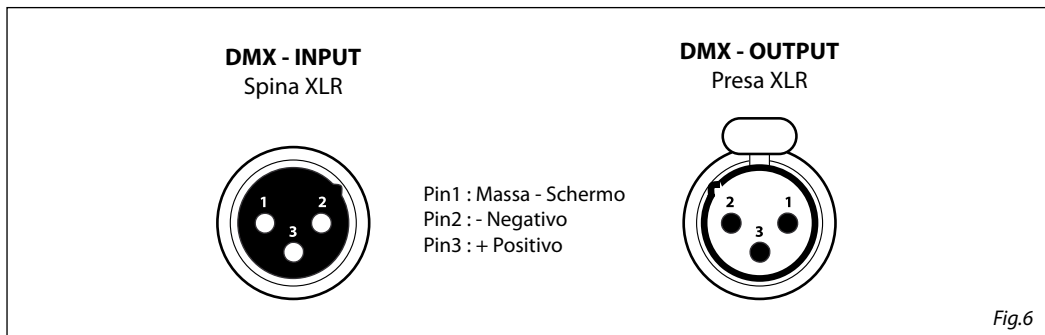 DMX - INPUT
Spina XLR
DMX - OUTPUT
Presa XLR
1
2
3
Pin1 : Massa - Schermo
Pin2 : - Negativo
Pin3 : + Positivo
2
1
3
Fig.6